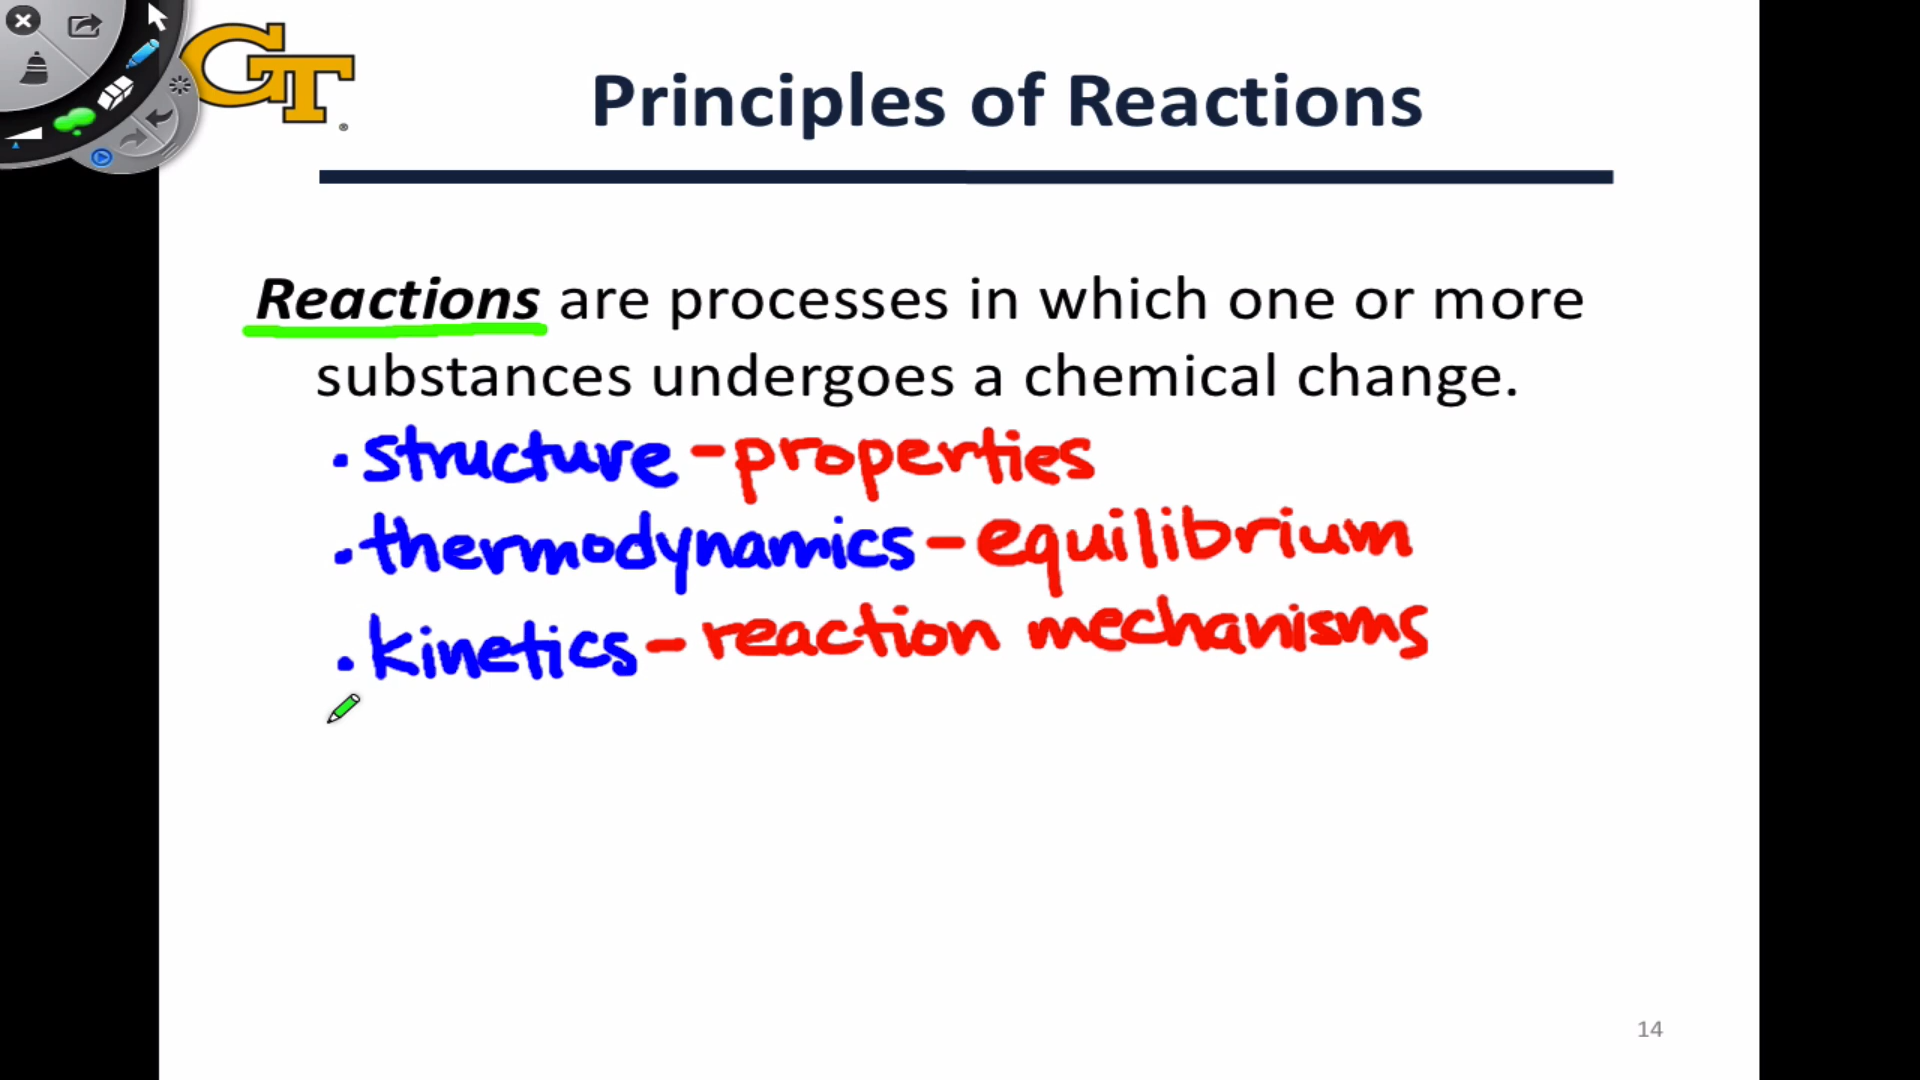 GT
®
Principles of Reactions
Reactions are processes in which one or more
substances undergoes a chemical change.
• structure - properties
• thermodynamics - equilibrium
• kinetics - reaction mechanisms
14